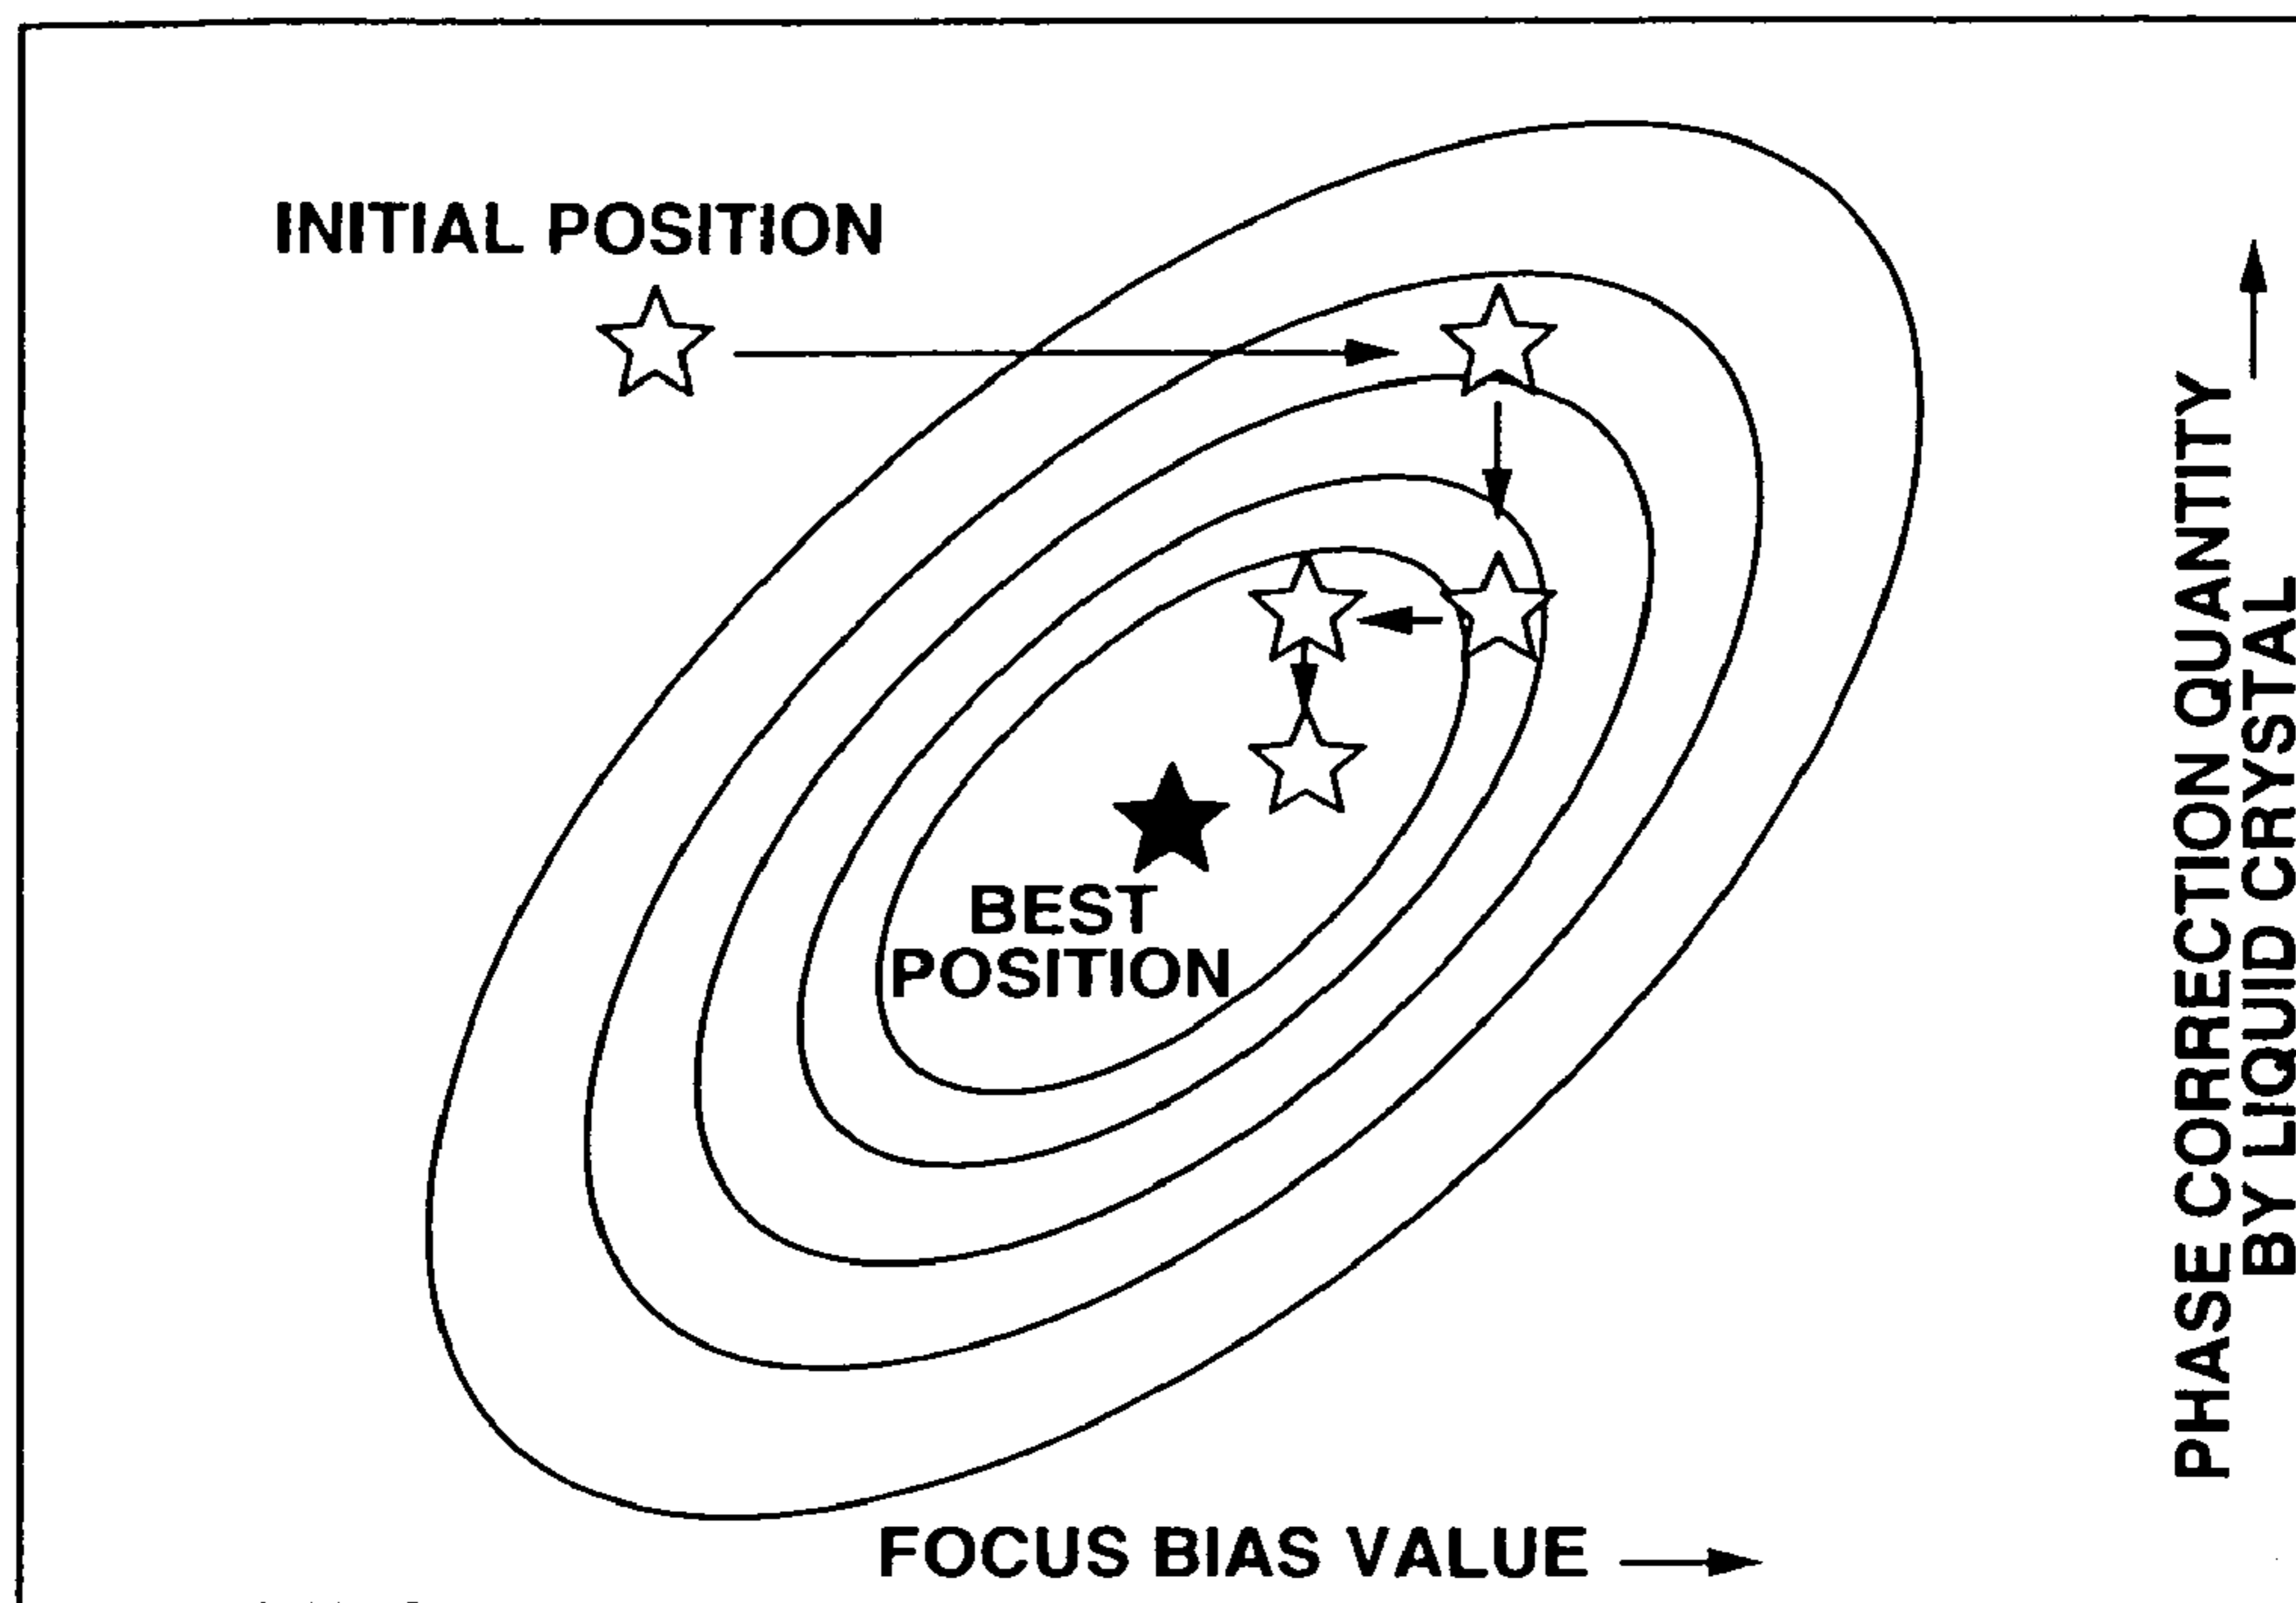 INITIAL POSITION
BEST
POSITION
FOCUS BIAS VALUE
PHASE CORRECTION QUANTITY
BY LIQUID CRYSTAL